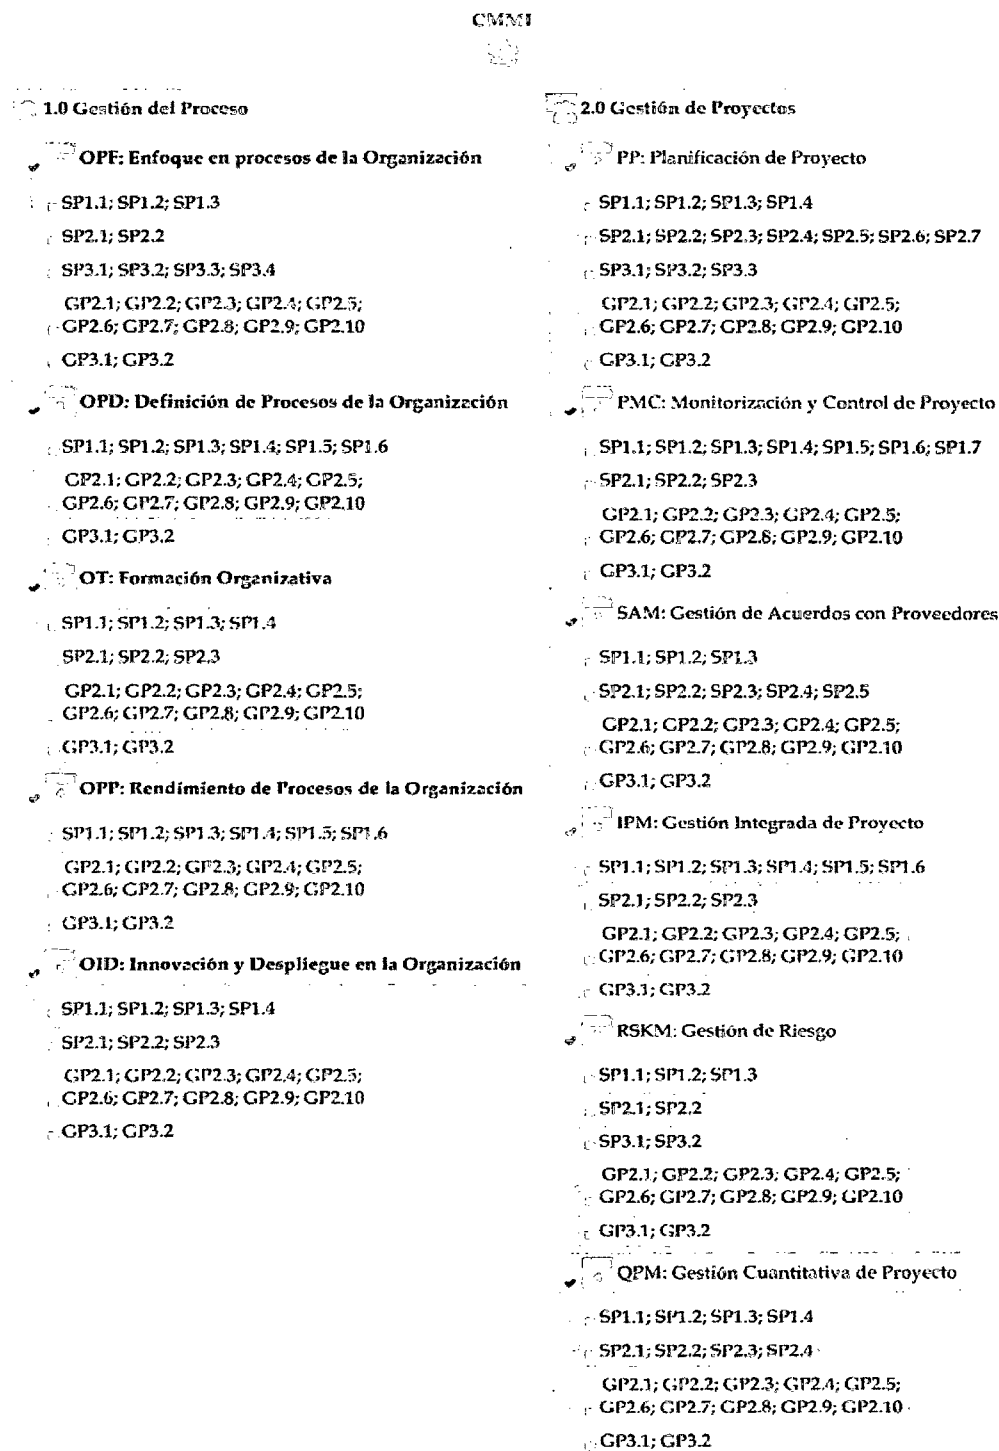 CMMI
1.0 Gestión del Proceso
OPF: Enfoque en procesos de la Organización
SP1.1; SP1.2; SP1.3
SP2.1; SP2.2
SP3.1; SP3.2; SP3.3; SP3.4
GP2.1; GP2.2; GP2.3; GP2.4; GP2.5;
GP2.6; GP2.7; GP2.8; GP2.9; GP2.10
GP3.1; GP3.2
OPD: Definición de Procesos de la Organización
SP1.1; SP1.2; SP1.3; SP1.4; SP1.5; SP1.6
GP2.1; GP2.2; GP2.3; GP2.4; GP2.5;
GP2.6; GP2.7; GP2.8; GP2.9; GP2.10
GP3.1; GP3.2
OT: Formación Organizativa
SP1.1; SP1.2; SP1.3; SP1.4
SP2.1; SP2.2; SP2.3
GP2.1; GP2.2; GP2.3; GP2.4; GP2.5;
GP2.6; GP2.7; GP2.8; GP2.9; GP2.10
GP3.1; GP3.2
OPP: Rendimiento de Procesos de la Organización
SP1.1; SP1.2; SP1.3; SP1.4; SP1.5; SP1.6
GP2.1; GP2.2; GP2.3; GP2.4; GP2.5;
GP2.6; GP2.7; GP2.8; GP2.9; GP2.10
GP3.1; GP3.2
OID: Innovación y Despliegue en la Organización
SP1.1; SP1.2; SP1.3; SP1.4
SP2.1; SP2.2; SP2.3
GP2.1; GP2.2; GP2.3; GP2.4; GP2.5;
GP2.6; GP2.7; GP2.8; GP2.9; GP2.10
GP3.1; GP3.2
2.0 Gestión de Proyectos
PP: Planificación de Proyecto
SP1.1; SP1.2; SP1.3; SP1.4
SP2.1; SP2.2; SP2.3; SP2.4; SP2.5; SP2.6; SP2.7
SP3.1; SP3.2; SP3.3
GP2.1; GP2.2; GP2.3; GP2.4; GP2.5;
GP2.6; GP2.7; GP2.8; GP2.9; GP2.10
GP3.1; GP3.2
PMC: Monitorización y Control de Proyecto
SP1.1; SP1.2; SP1.3; SP1.4; SP1.5; SP1.6; SP1.7
SP2.1; SP2.2; SP2.3
GP2.1; GP2.2; GP2.3; GP2.4; GP2.5;
GP2.6; GP2.7; GP2.8; GP2.9; GP2.10
GP3.1; GP3.2
SAM: Gestión de Acuerdos con Proveedores
SP1.1; SP1.2; SP1.3
SP2.1; SP2.2; SP2.3; SP2.4; SP2.5
GP2.1; GP2.2; GP2.3; GP2.4; GP2.5;
GP2.6; GP2.7; GP2.8; GP2.9; GP2.10
GP3.1; GP3.2
IPM: Gestión Integrada de Proyecto
SP1.1; SP1.2; SP1.3; SP1.4; SP1.5; SP1.6
SP2.1; SP2.2; SP2.3
GP2.1; GP2.2; GP2.3; GP2.4; GP2.5;
GP2.6; GP2.7; GP2.8; GP2.9; GP2.10
GP3.1; GP3.2
RSKM: Gestión de Riesgo
SP1.1; SP1.2; SP1.3
SP2.1; SP2.2
SP3.1; SP3.2
GP2.1; GP2.2; GP2.3; GP2.4; GP2.5;
GP2.6; GP2.7; GP2.8; GP2.9; GP2.10
GP3.1; GP3.2
QPM: Gestión Cuantitativa de Proyecto
SP1.1; SP1.2; SP1.3; SP1.4
SP2.1; SP2.2; SP2.3; SP2.4
GP2.1; GP2.2; GP2.3; GP2.4; GP2.5;
GP2.6; GP2.7; GP2.8; GP2.9; GP2.10
GP3.1; GP3.2